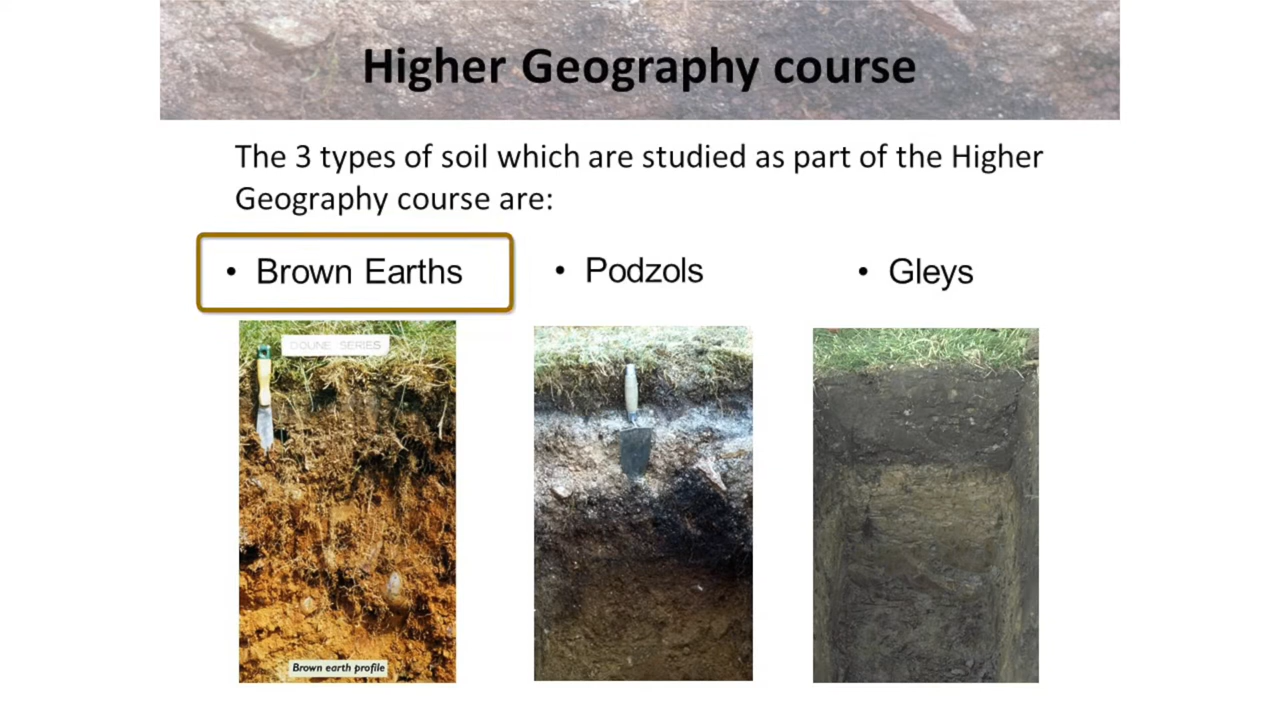 Higher Geography course
The 3 types of soil which are studied as part of the Higher
Geography course are:
• Brown Earths
• Podzols
• Gleys
DOUNE SERIES
Brown earth profile